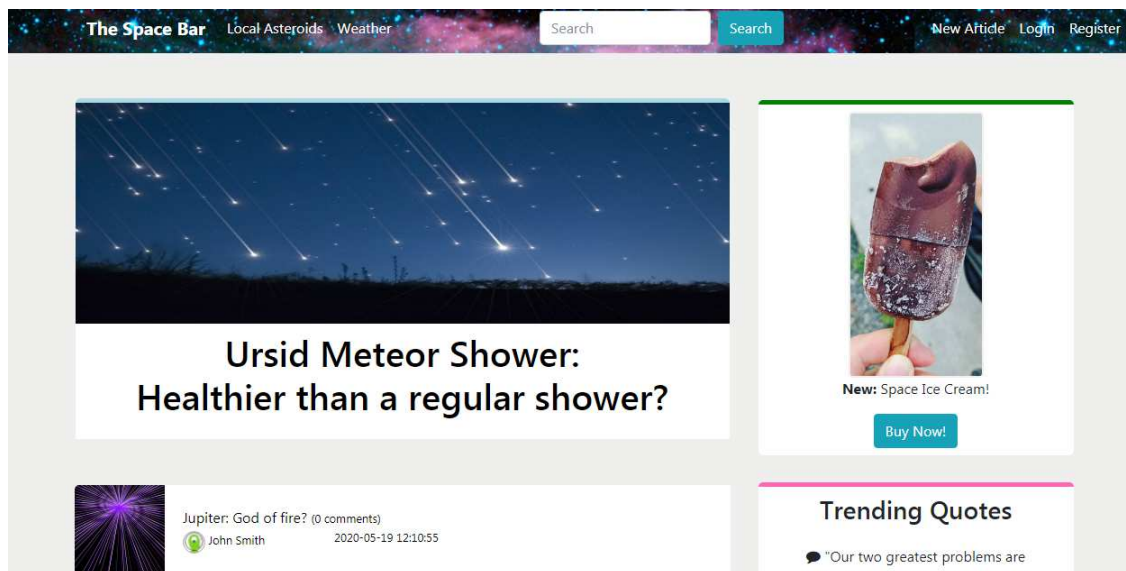 The Space Bar Local Asteroids Weather Search Search New Article Login Register
Ursid Meteor Shower:
Healthier than a regular shower?
New: Space Ice Cream!
Buy Now!
Jupiter: God of fire? (0 comments)
John Smith 2020-05-19 12:10:55
Trending Quotes
"Our two greatest problems are